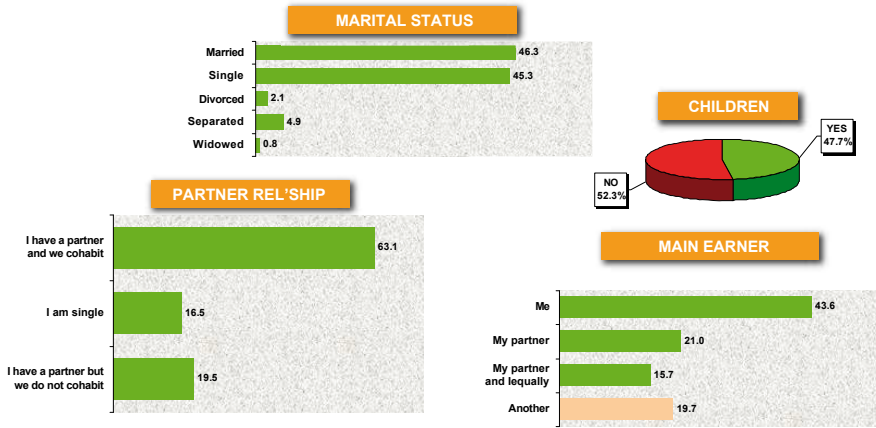 MARITAL STATUS
Married 46.3
Single 45.3
Divorced 2.1
Separated 4.9
Widowed 0.8
CHILDREN
YES
47.7%
NO
52.3%
PARTNER REL'SHIP
I have a partner
and we cohabit
63.1
I am single 16.5
I have a partner but
we do not cohabit
19.5
MAIN EARNER
Me 43.6
My partner 21.0
My partner
and Iequally
15.7
Another 19.7